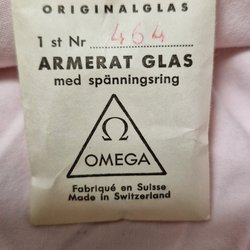 ORIGINALGLAS
1 st Nr 464
ARMERAT GLAS
med spänningsring
Ω
OMEGA
Fabriqué en Suisse
Made in Switzerland